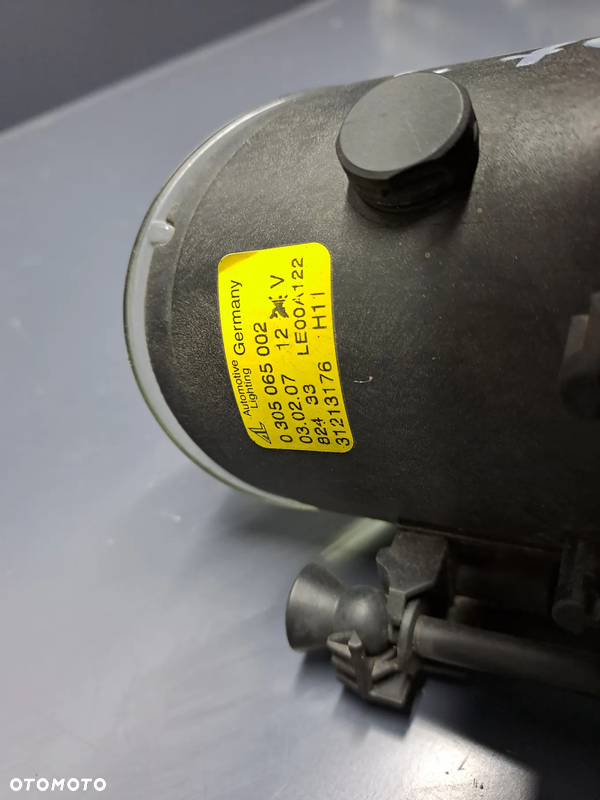 Automotive
Lighting Germany
0 305 065 002
03.02.07 12 V
824 33 LE00A122
31213176 H11
OTOMOTO